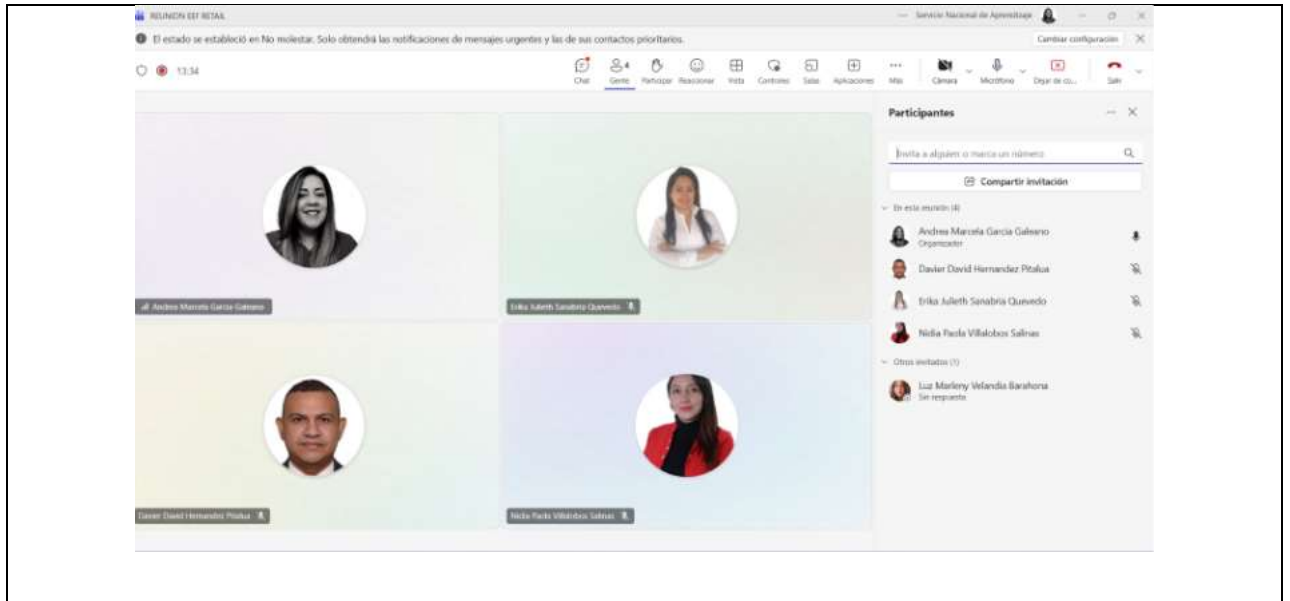 REUNION EEF RETAIL
Servicio Nacional de Aprendizaje
El estado se estableció en No molestar. Solo obtendrá las notificaciones de mensajes urgentes y las de sus contactos prioritarios.
Cambiar configuración
13:34
Chat
Gente
4
Participar
Reaccionar
Vista
Controles
Salas
Aplicaciones
Más
Cámara
Micrófono
Dejar de co...
Salir
Participantes
Invita a alguien o marca un número
Compartir invitación
En esta reunión (4)
Andrea Marcela Garcia Galeano
Organizador
Davier David Hernandez Pitalua
Erika Julieth Sanabria Quevedo
Nidia Paola Villalobos Salinas
Otros invitados (1)
Luz Marleny Velandia Barahona
Sin respuesta
Andrea Marcela Garcia Galeano
Erika Julieth Sanabria Quevedo
Davier David Hernandez Pitalua
Nidia Paola Villalobos Salinas